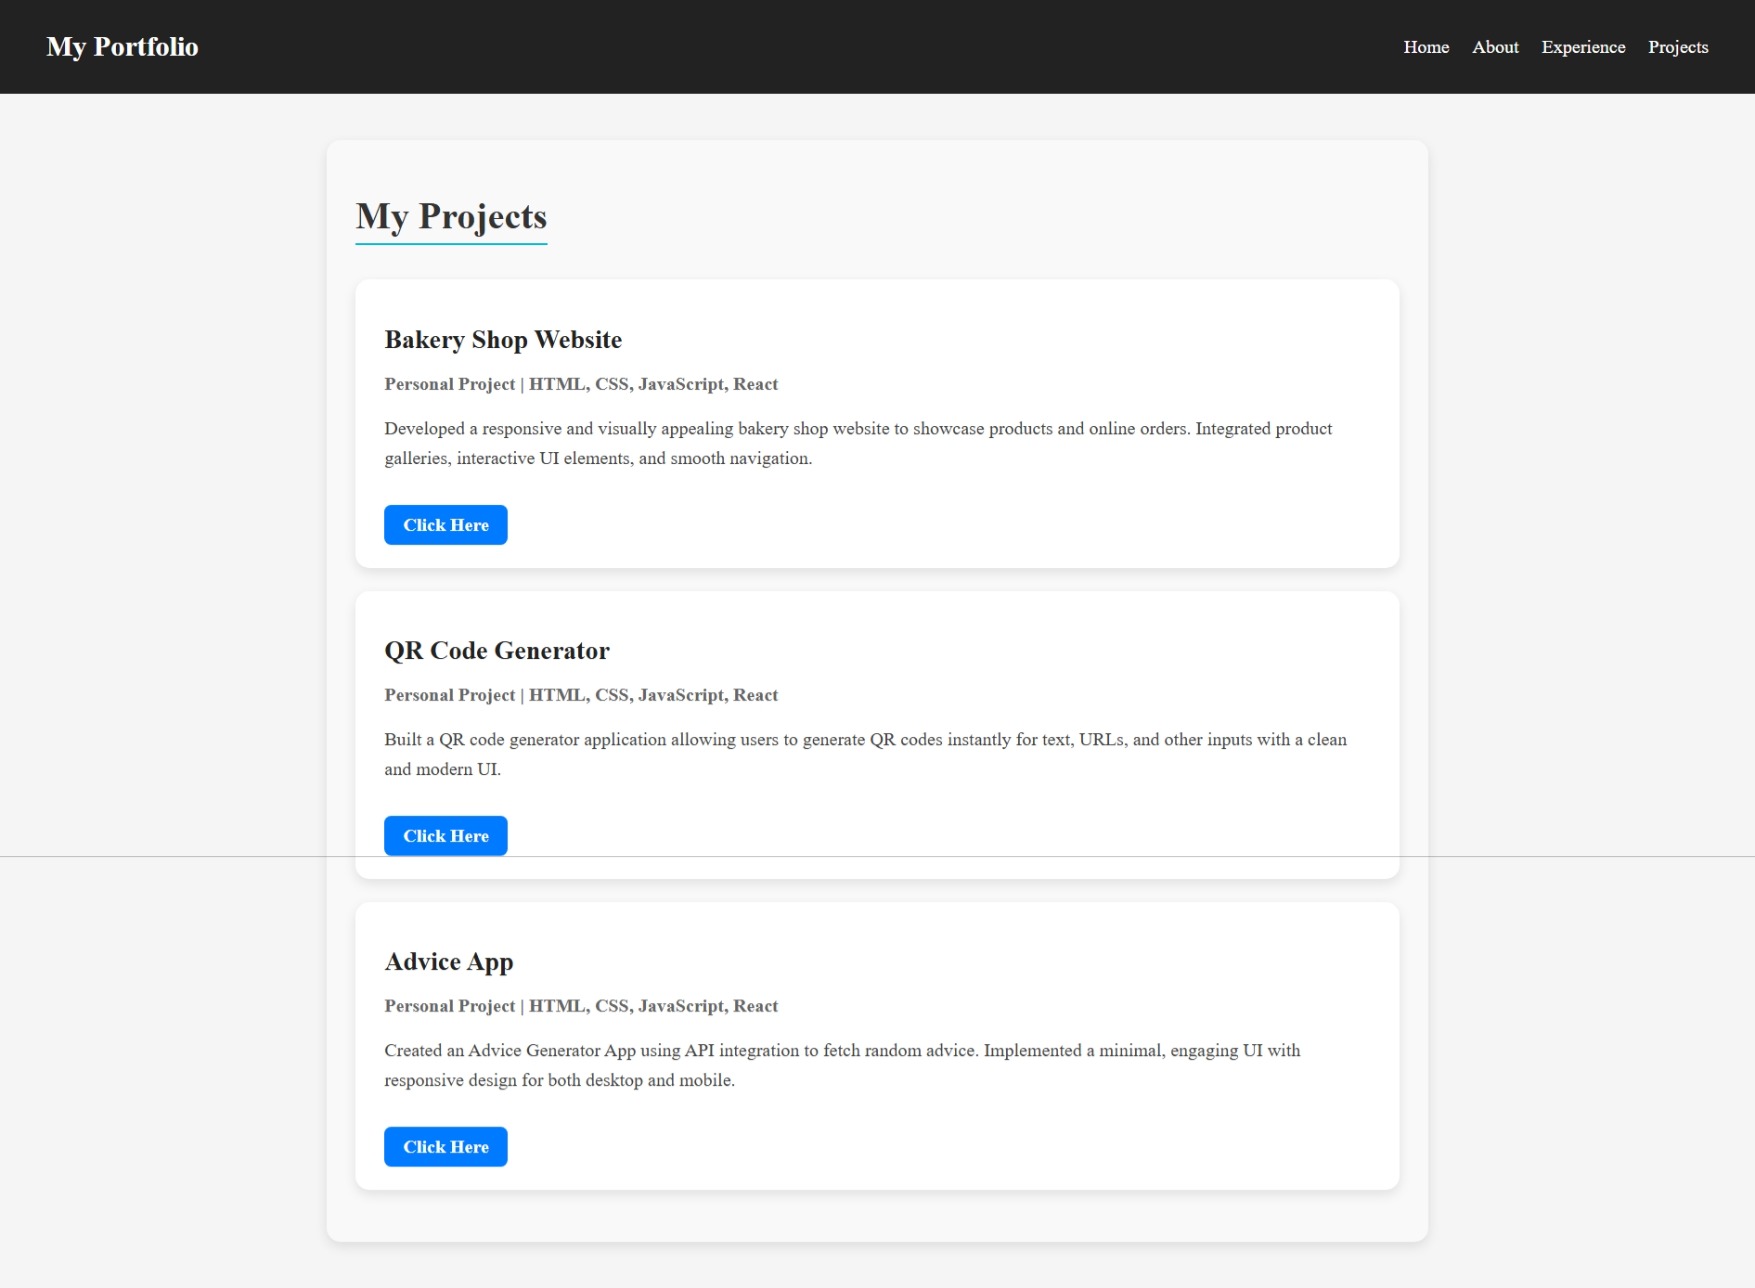 My Portfolio
Home About Experience Projects
My Projects
Bakery Shop Website
Personal Project | HTML, CSS, JavaScript, React
Developed a responsive and visually appealing bakery shop website to showcase products and online orders. Integrated product
galleries, interactive UI elements, and smooth navigation.
Click Here
QR Code Generator
Personal Project | HTML, CSS, JavaScript, React
Built a QR code generator application allowing users to generate QR codes instantly for text, URLs, and other inputs with a clean
and modern UI.
Click Here
Advice App
Personal Project | HTML, CSS, JavaScript, React
Created an Advice Generator App using API integration to fetch random advice. Implemented a minimal, engaging UI with
responsive design for both desktop and mobile.
Click Here